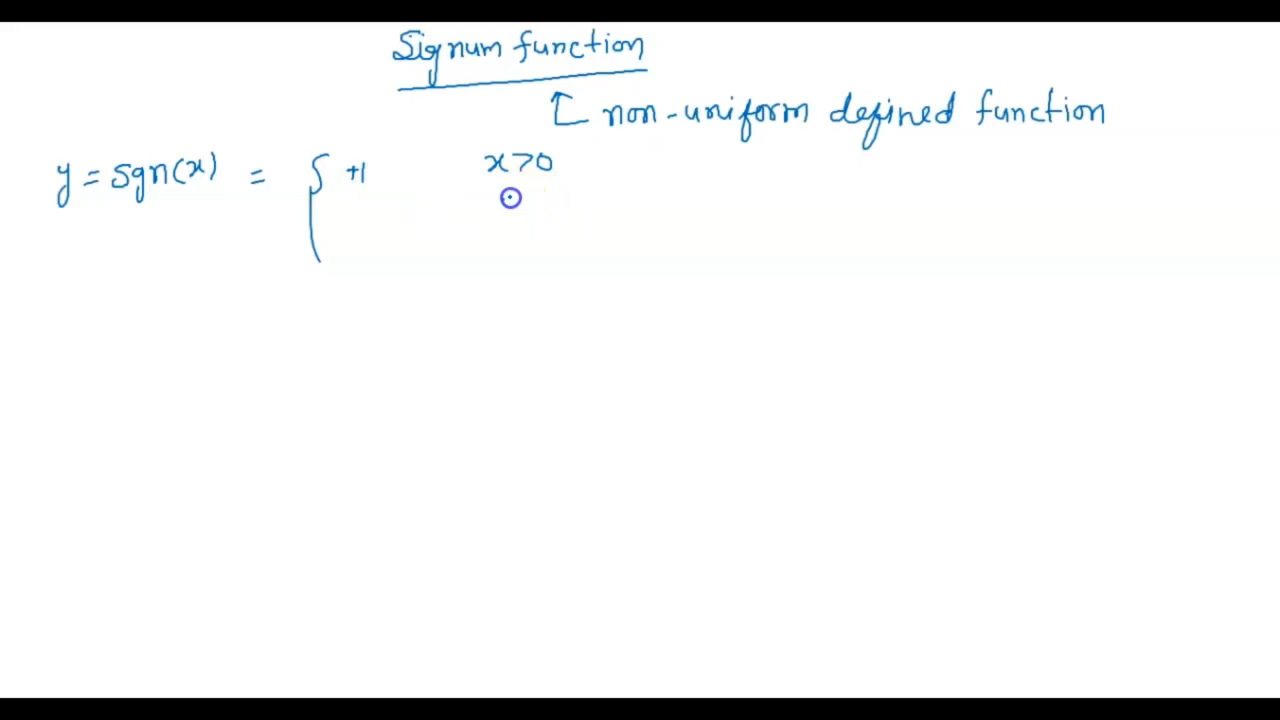 Signum function
non-uniform defined function
y = sgn(x) = { +1 x>0